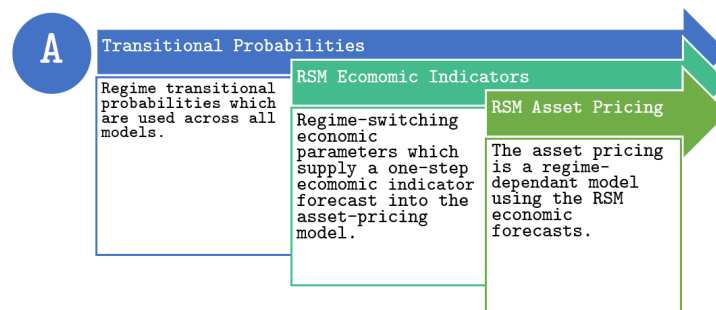 A
Transitional Probabilities
Regime transitional
probabilities which
are used across all
models.
RSM Ecomomic Indicators
Regime-switching
economic
parameters which
supply a one-step
ecomomic indicator
forecast into the
asset-pricing
model.
RSM Asset Pricing
The asset pricing
is a regime-
dependant model
using the RSM
economic
forecasts.